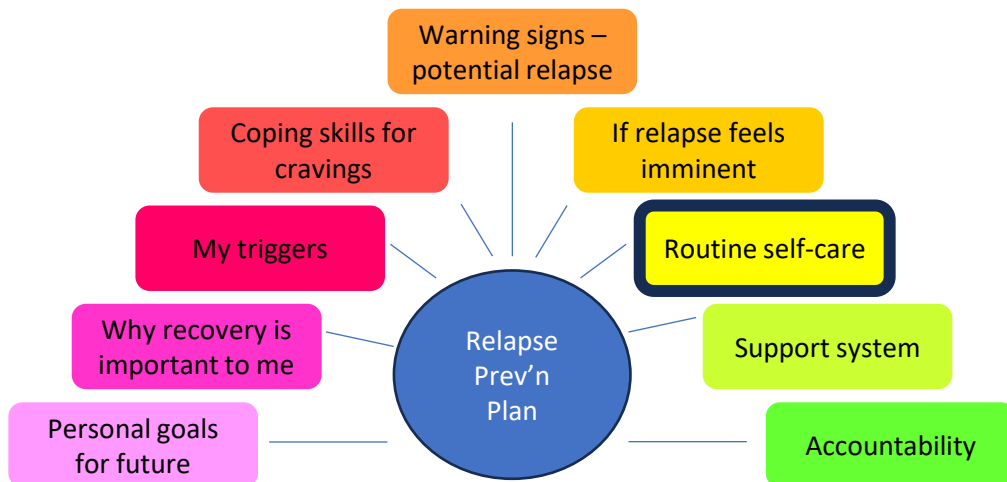 Warning signs –
potential relapse
Coping skills for
cravings
If relapse feels
imminent
My triggers
Routine self-care
Why recovery is
important to me
Relapse
Prev’n
Plan
Support system
Personal goals
for future
Accountability